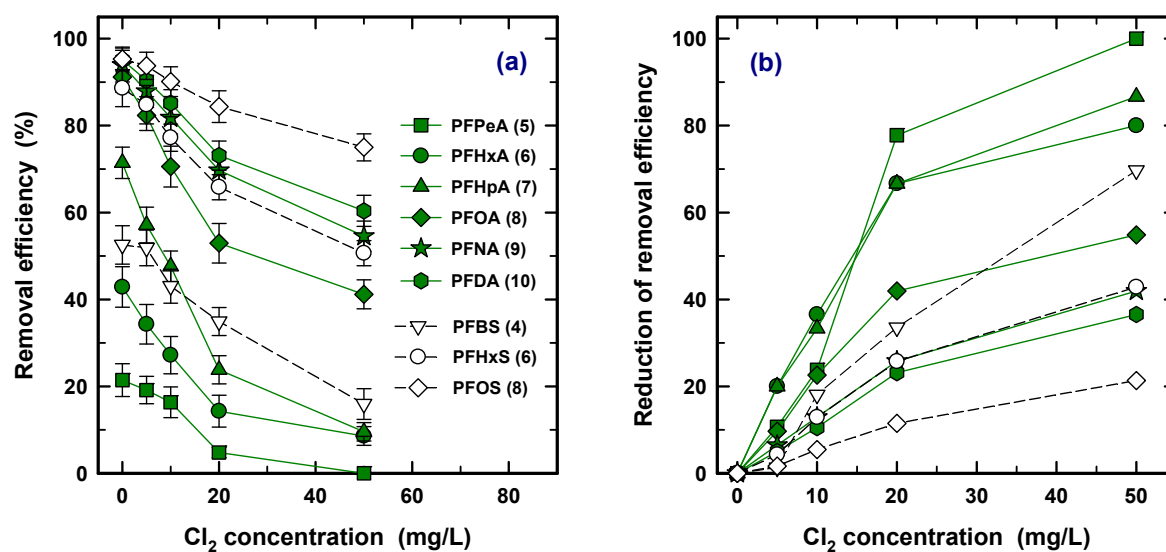 (a)
Removal efficiency (%)
100
80
60
40
20
0
PFPeA (5)
PFHxA (6)
PFHpA (7)
PFOA (8)
PFNA (9)
PFDA (10)
PFBS (4)
PFHxS (6)
PFOS (8)
0 20 40 60 80
Cl₂ concentration (mg/L)
(b)
Reduction of removal efficiency
100
80
60
40
20
0
0 10 20 30 40 50
Cl₂ concentration (mg/L)